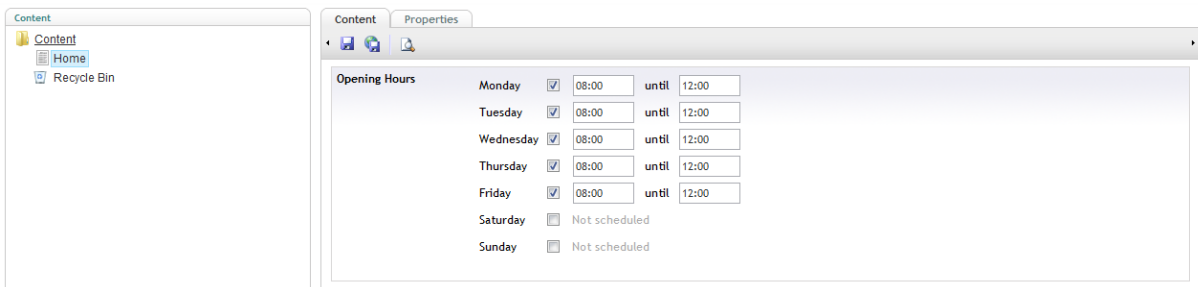 Content
Content
Home
Recycle Bin
Content Properties
Opening Hours
Monday 08:00 until 12:00
Tuesday 08:00 until 12:00
Wednesday 08:00 until 12:00
Thursday 08:00 until 12:00
Friday 08:00 until 12:00
Saturday Not scheduled
Sunday Not scheduled